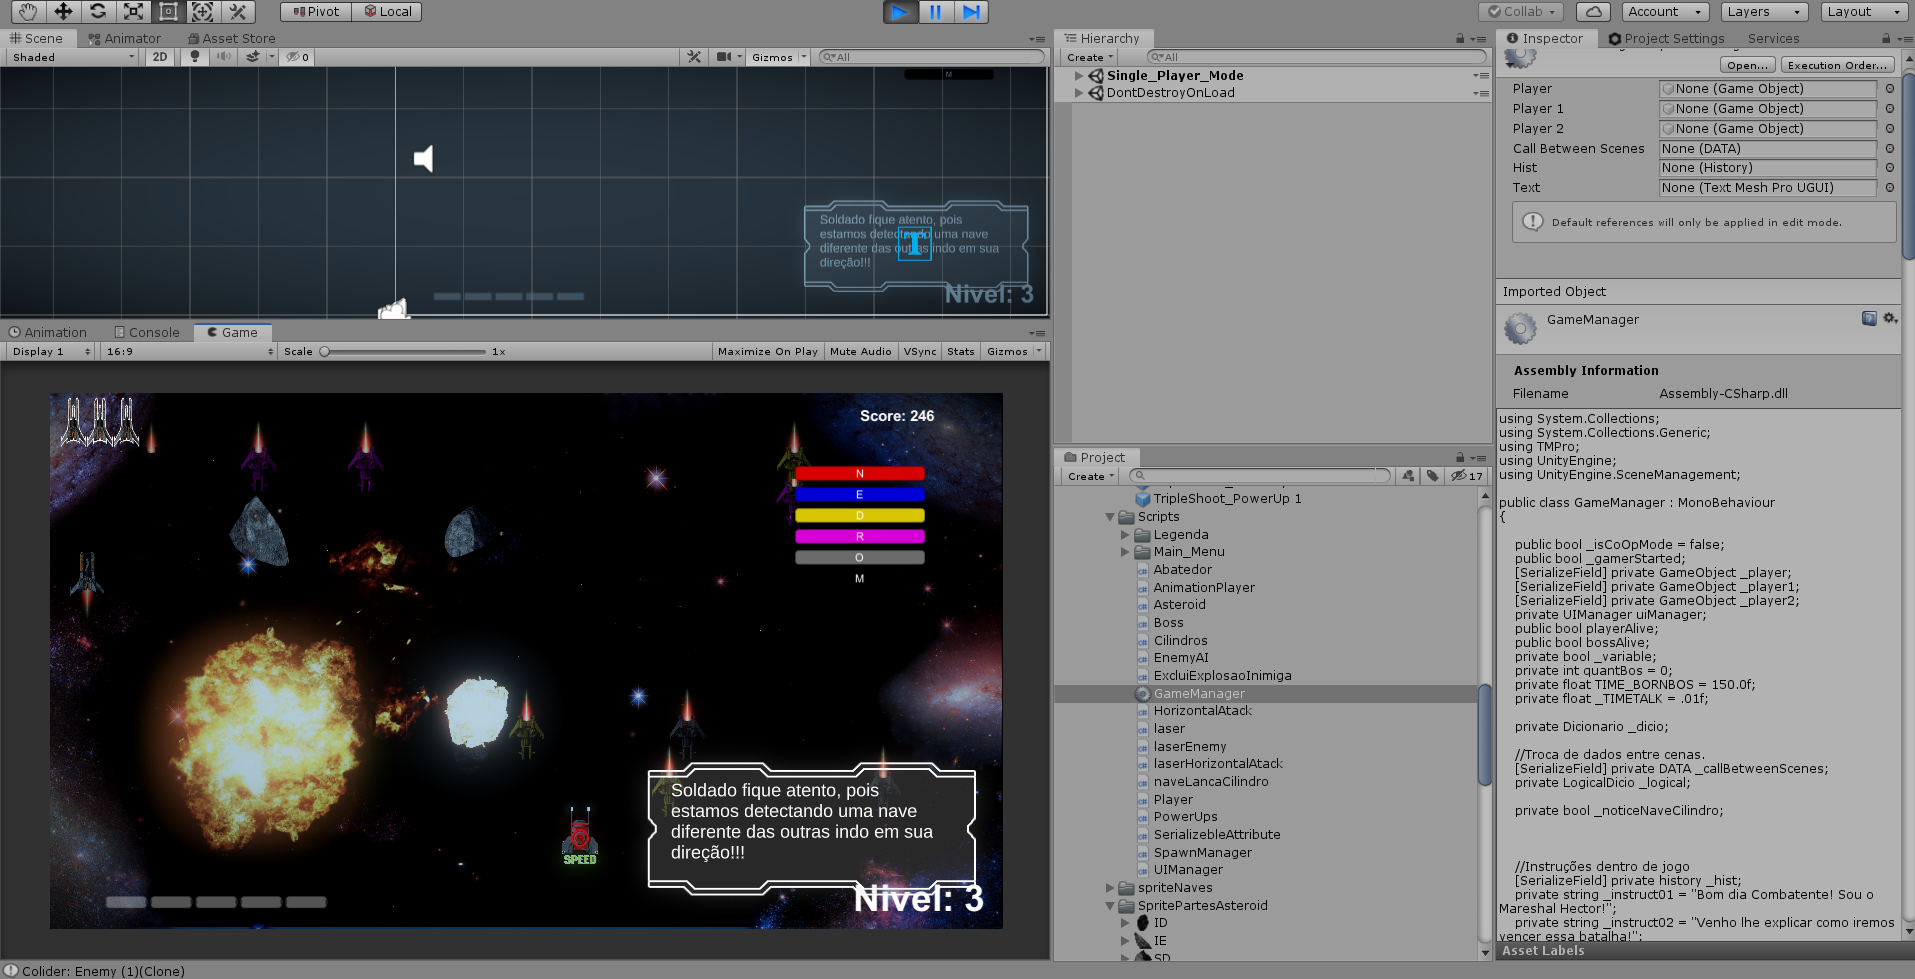 Pivot Local Collab Account Layers Layout
Scene Animator Asset Store
Shaded 2D 0 Gizmos All
M
Soldado fique atento, pois
estamos detectando uma nave
diferente das outras indo em sua
direção!!!
T
Nivel: 3
Animation Console Game
Display 1 16:9 Scale 1x Maximize On Play Mute Audio VSync Stats Gizmos
Score: 246
N
E
D
R
O
M
SPEED
Soldado fique atento, pois
estamos detectando uma nave
diferente das outras indo em sua
direção!!!
Nivel: 3
Colider: Enemy (1)(Clone)
Hierarchy
Create All
Single_Player_Mode
DontDestroyOnLoad
Project
Create 17
TripleShoot_PowerUp 1
Scripts
Legenda
Main_Menu
Abatedor
AnimationPlayer
Asteroid
Boss
Cilindros
EnemyAI
ExcluiExplosaoInimiga
GameManager
HorizontalAtack
laser
laserEnemy
laserHorizontalAtack
naveLancaCilindro
Player
PowerUps
SerializebleAttribute
SpawnManager
UIManager
spriteNaves
SpritePartesAsteroid
ID
IE
SD
Inspector Project Settings Services
Open... Execution Order...
Player None (Game Object)
Player 1 None (Game Object)
Player 2 None (Game Object)
Call Between Scenes None (DATA)
Hist None (History)
Text None (Text Mesh Pro UGUI)
Default references will only be applied in edit mode.
Imported Object
GameManager
Assembly Information
Filename Assembly-CSharp.dll
using System.Collections;
using System.Collections.Generic;
using TMPro;
using UnityEngine;
using UnityEngine.SceneManagement;
public class GameManager : MonoBehaviour
{
public bool _isCoOpMode = false;
public bool _gamerStarted;
[SerializeField] private GameObject _player;
[SerializeField] private GameObject _player1;
[SerializeField] private GameObject _player2;
private UIManager uiManager;
public bool playerAlive;
public bool bossAlive;
private bool _variable;
private int quantBos = 0;
private float TIME_BORNBOS = 150.0f;
private float _TIMETALK = .01f;
private Dicionario _dicio;
//Troca de dados entre cenas.
[SerializeField] private DATA _callBetweenScenes;
private LogicalDicio _logical;
private bool _noticeNaveCilindro;
//Instruções dentro de jogo
[SerializeField] private history _hist;
private string _instruct01 = "Bom dia Combatente! Sou o
Mareshal Hector!";
private string _instruct02 = "Venho lhe explicar como iremos
vencer essa batalha!";
Asset Labels